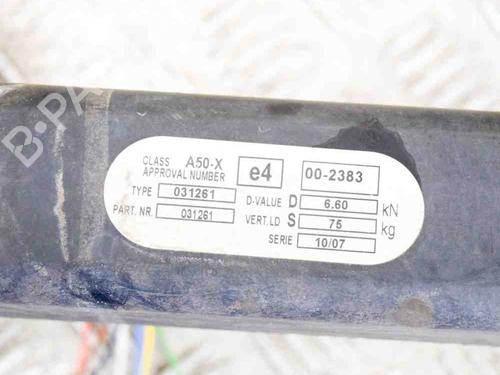 CLASS A50-X e4 00-2383
APPROVAL NUMBER
TYPE 031261 D-VALUE D 6.60 kN
PART. NR. 031261 VERT.LD S 75 kg
SERIE 10/07
B-PA